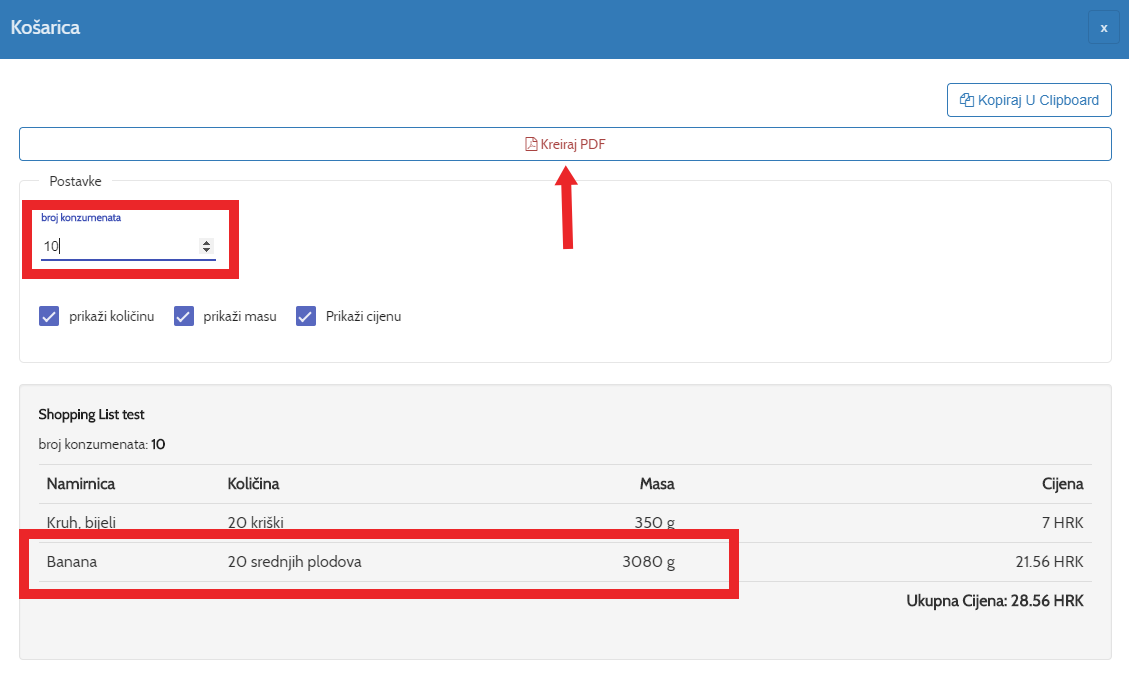 Košarica
x
Kopiraj U Clipboard
Kreiraj PDF
Postavke
broj konzumenata
10
prikaži količinu prikaži masu Prikaži cijenu
Shopping List test
broj konzumenata: 10
Namirnica Količina Masa Cijena
Kruh, bijeli 20 kriški 350 g 7 HRK
Banana 20 srednjih plodova 3080 g 21.56 HRK
Ukupna Cijena: 28.56 HRK